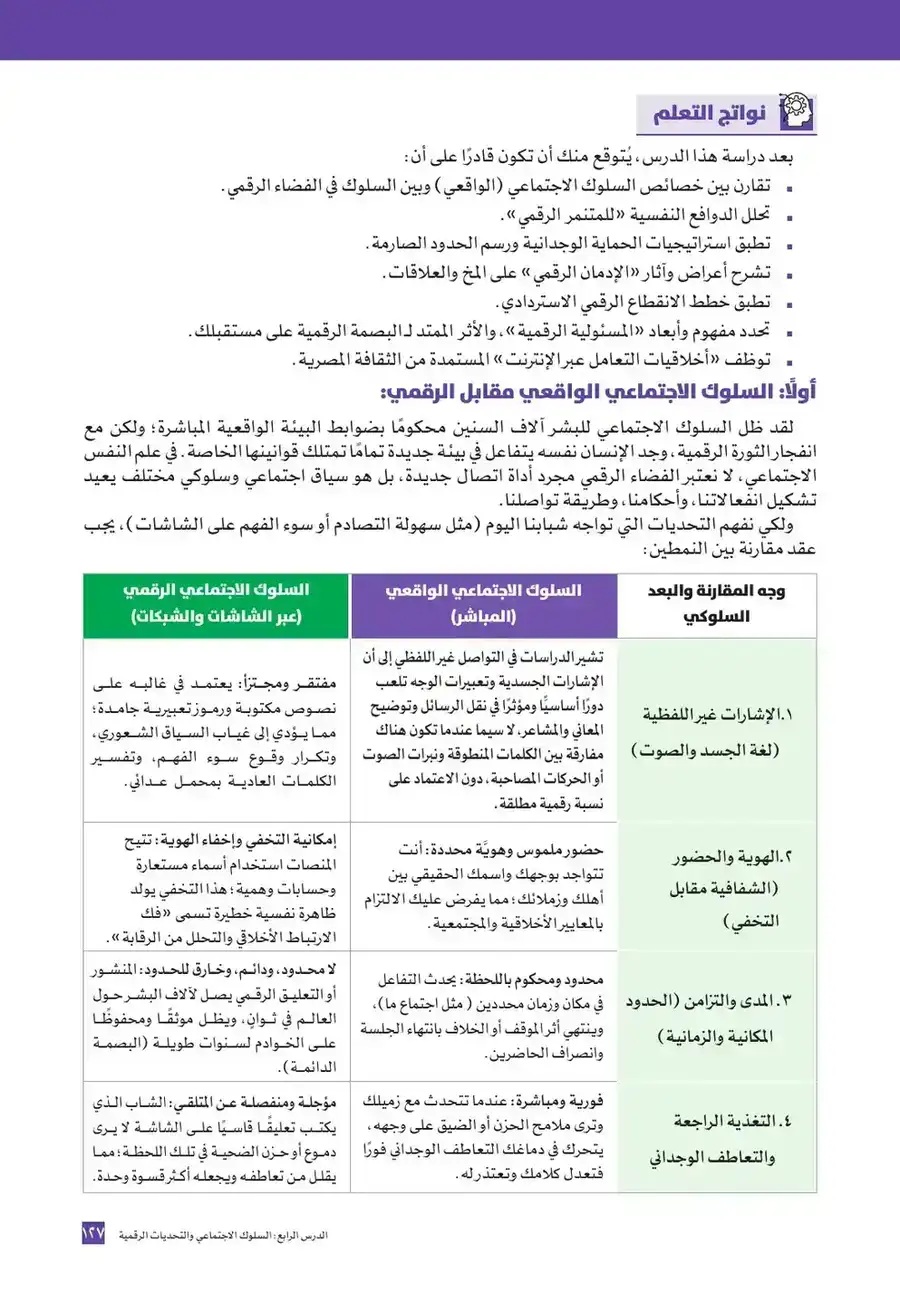 نواتج التعلم
بعد دراسة هذا الدرس، يُتوقع منك أن تكون قادرًا على أن:
▪ تقارن بين خصائص السلوك الاجتماعي (الواقعي) وبين السلوك في الفضاء الرقمي.
▪ تحلل الدوافع النفسية «للمتنمر الرقمي».
▪ تطبق استراتيجيات الحماية الوجدانية ورسم الحدود الصارمة.
▪ تشرح أعراض وآثار «الإدمان الرقمي» على المخ والعلاقات.
▪ تطبق خطط الانقطاع الرقمي الاستردادي.
▪ تحدد مفهوم وأبعاد «المسئولية الرقمية»، والأثر الممتد لـ البصمة الرقمية على مستقبلك.
▪ توظف «أخلاقيات التعامل عبر الإنترنت» المستمدة من الثقافة المصرية.
أولًا: السلوك الاجتماعي الواقعي مقابل الرقمي:
لقد ظل السلوك الاجتماعي للبشر آلاف السنين محكومًا بضوابط البيئة الواقعية المباشرة؛ ولكن مع
انفجار الثورة الرقمية، وجد الإنسان نفسه يتفاعل في بيئة جديدة تمامًا تمتلك قوانينها الخاصة. في علم النفس
الاجتماعي، لا نعتبر الفضاء الرقمي مجرد أداة اتصال جديدة، بل هو سياق اجتماعي وسلوكي مختلف يعيد
تشكيل انفعالاتنا، وأحكامنا، وطريقة تواصلنا.
ولكي نفهم التحديات التي تواجه شبابنا اليوم (مثل سهولة التصادم أو سوء الفهم على الشاشات)، يجب
عقد مقارنة بين النمطين:
وجه المقارنة والبعد
السلوكي
السلوك الاجتماعي الواقعي
(المباشر)
السلوك الاجتماعي الرقمي
(عبر الشاشات والشبكات)
١.الإشارات غير اللفظية
(لغة الجسد والصوت)
تشير الدراسات في التواصل غير اللفظي إلى أن
الإشارات الجسدية وتعبيرات الوجه تلعب
دورًا أساسيًّا ومؤثرًا في نقل الرسائل وتوضيح
المعاني والمشاعر، لا سيما عندما تكون هناك
مفارقة بين الكلمات المنطوقة ونبرات الصوت
أو الحركات المصاحبة، دون الاعتماد على
نسبة رقمية مطلقة.
مفتقر ومجتزأ: يعتمد في غالبه على
نصوص مكتوبة ورموز تعبيرية جامدة؛
مما يؤدي إلى غياب السياق الشعوري،
وتكرار وقوع سوء الفهم، وتفسير
الكلمات العادية بمحمل عدائي.
٢.الهوية والحضور
(الشفافية مقابل
التخفي)
حضور ملموس وهويَّة محددة: أنت
تتواجد بوجهك واسمك الحقيقي بين
أهلك وزملائك؛ مما يفرض عليك الالتزام
بالمعايير الأخلاقية والمجتمعية.
إمكانية التخفي وإخفاء الهوية: تتيح
المنصات استخدام أسماء مستعارة
وحسابات وهمية؛ هذا التخفي يولد
ظاهرة نفسية خطيرة تسمى «فك
الارتباط الأخلاقي والتحلل من الرقابة».
٣. المدى والتزامن (الحدود
المكانية والزمانية)
محدود ومحكوم باللحظة: يحدث التفاعل
في مكان وزمان محددين ( مثل اجتماع ما)،
وينتهي أثر الموقف أو الخلاف بانتهاء الجلسة
وانصراف الحاضرين.
لا محدود، ودائم، وخارق للحدود: المنشور
أو التعليق الرقمي يصل لآلاف البشر حول
العالم في ثوانٍ، ويظل موثقًا ومحفوظًا
على الخوادم لسنوات طويلة (البصمة
الدائمة).
٤. التغذية الراجعة
والتعاطف الوجداني
فورية ومباشرة: عندما تتحدث مع زميلك
وترى ملامح الحزن أو الضيق على وجهه،
يتحرك في دماغك التعاطف الوجداني فورًا
فتعدل كلامك وتعتذر له.
مؤجلة ومنفصلة عن المتلقي: الشاب الذي
يكتب تعليقًا قاسيًا على الشاشة لا يرى
دموع أو حزن الضحية في تلك اللحظة؛ مما
يقلل من تعاطفه ويجعله أكثر قسوة وحدة.
الدرس الرابع: السلوك الاجتماعي والتحديات الرقمية
١٢٧